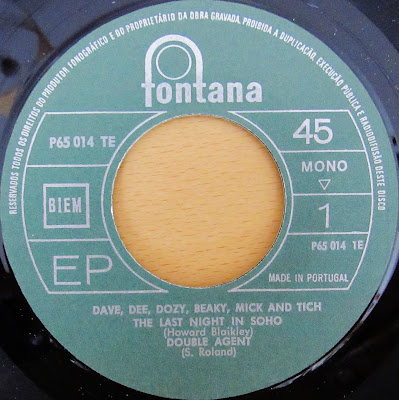 RESERVADOS TODOS OS DIREITOS DO PRODUTOR FONOGRÁFICO E DO PROPRIETÁRIO DA OBRA GRAVADA, PROIBIDA A DUPLICAÇÃO, EXECUÇÃO PÚBLICA E RADIODIFUSÃO DESTE DISCO
fontana
P65 014 TE
45
MONO
BIEM
1
P65 014 1E
EP
MADE IN PORTUGAL
DAVE, DEE, DOZY, BEAKY, MICK AND TICH
THE LAST NIGHT IN SOHO
(Howard Blaikley)
DOUBLE AGENT
(S. Roland)